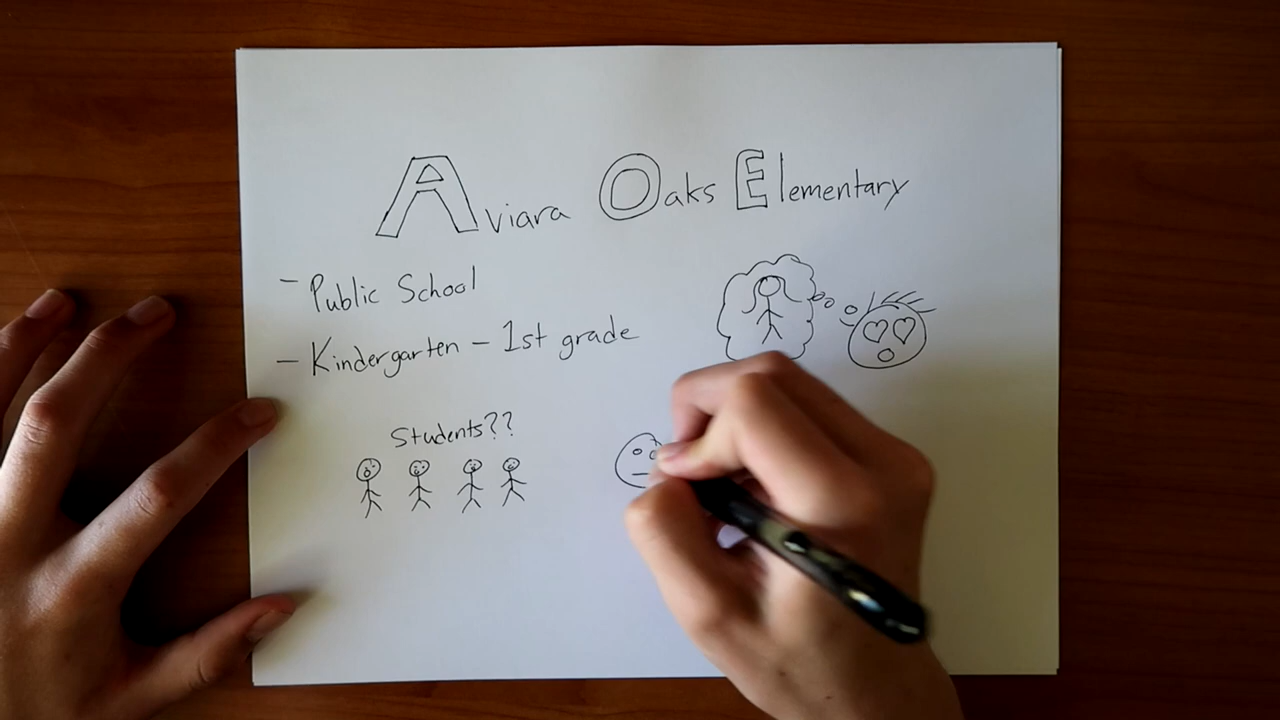 Aviara Oaks Elementary
- Public School
- Kindergarten - 1st grade
Students??